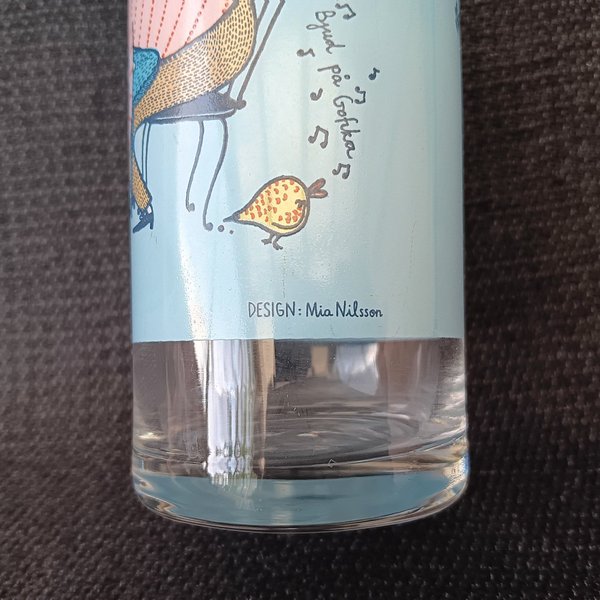 Bjud på Gofika
DESIGN: Mia Nilsson